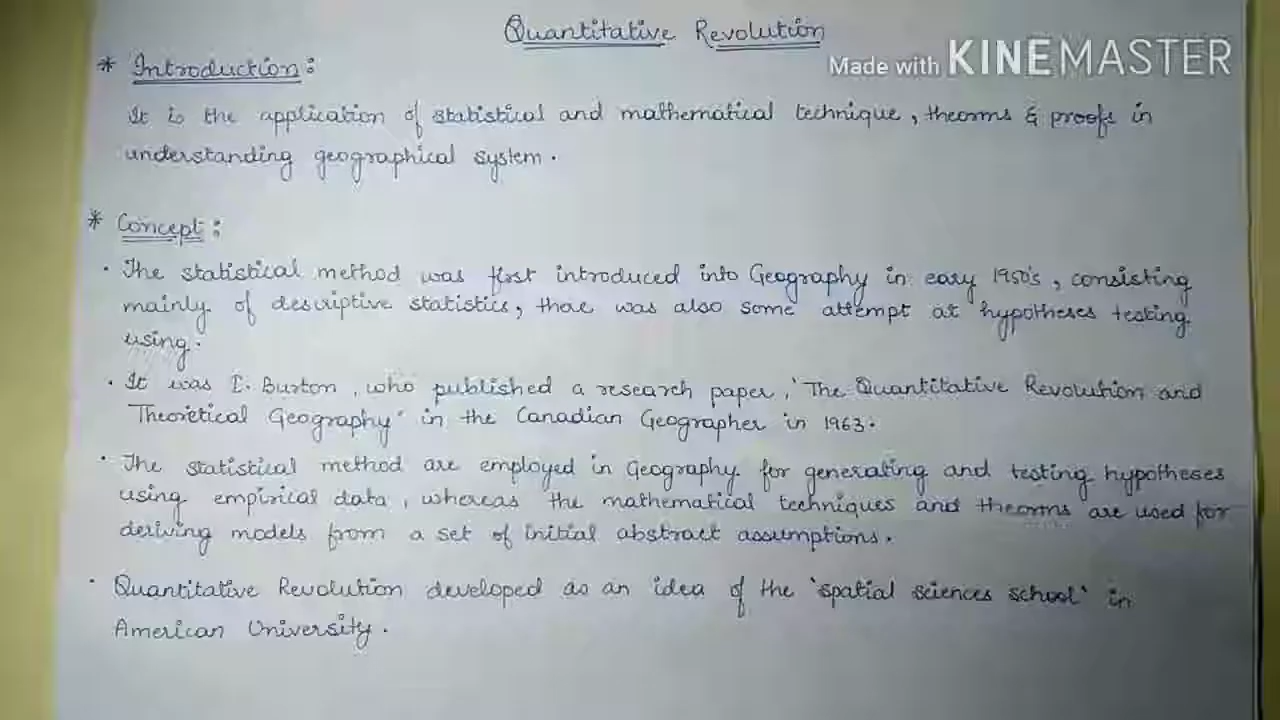 Quantitative Revolution
Made with KINEMASTER
* Introduction :
It is the application of statistical and mathematical technique, theorms & proofs in
understanding geographical system.
* Concept :
• The statistical method was first introduced into Geography in easy 1950's, consisting
mainly of descriptive statistics, thore was also some attempt at hypotheses testing
using.
• It was I. Burton, who published a research paper, 'The Quantitative Revolution and
Theoretical Geography' in the Canadian Geographer in 1963.
• The statistical method are employed in Geography for generating and testing hypotheses
using empirical data, whereas the mathematical techniques and theorms are used for
deriving models from a set of initial abstract assumptions.
• Quantitative Revolution developed as an idea of the 'spatial sciences school' in
American University.